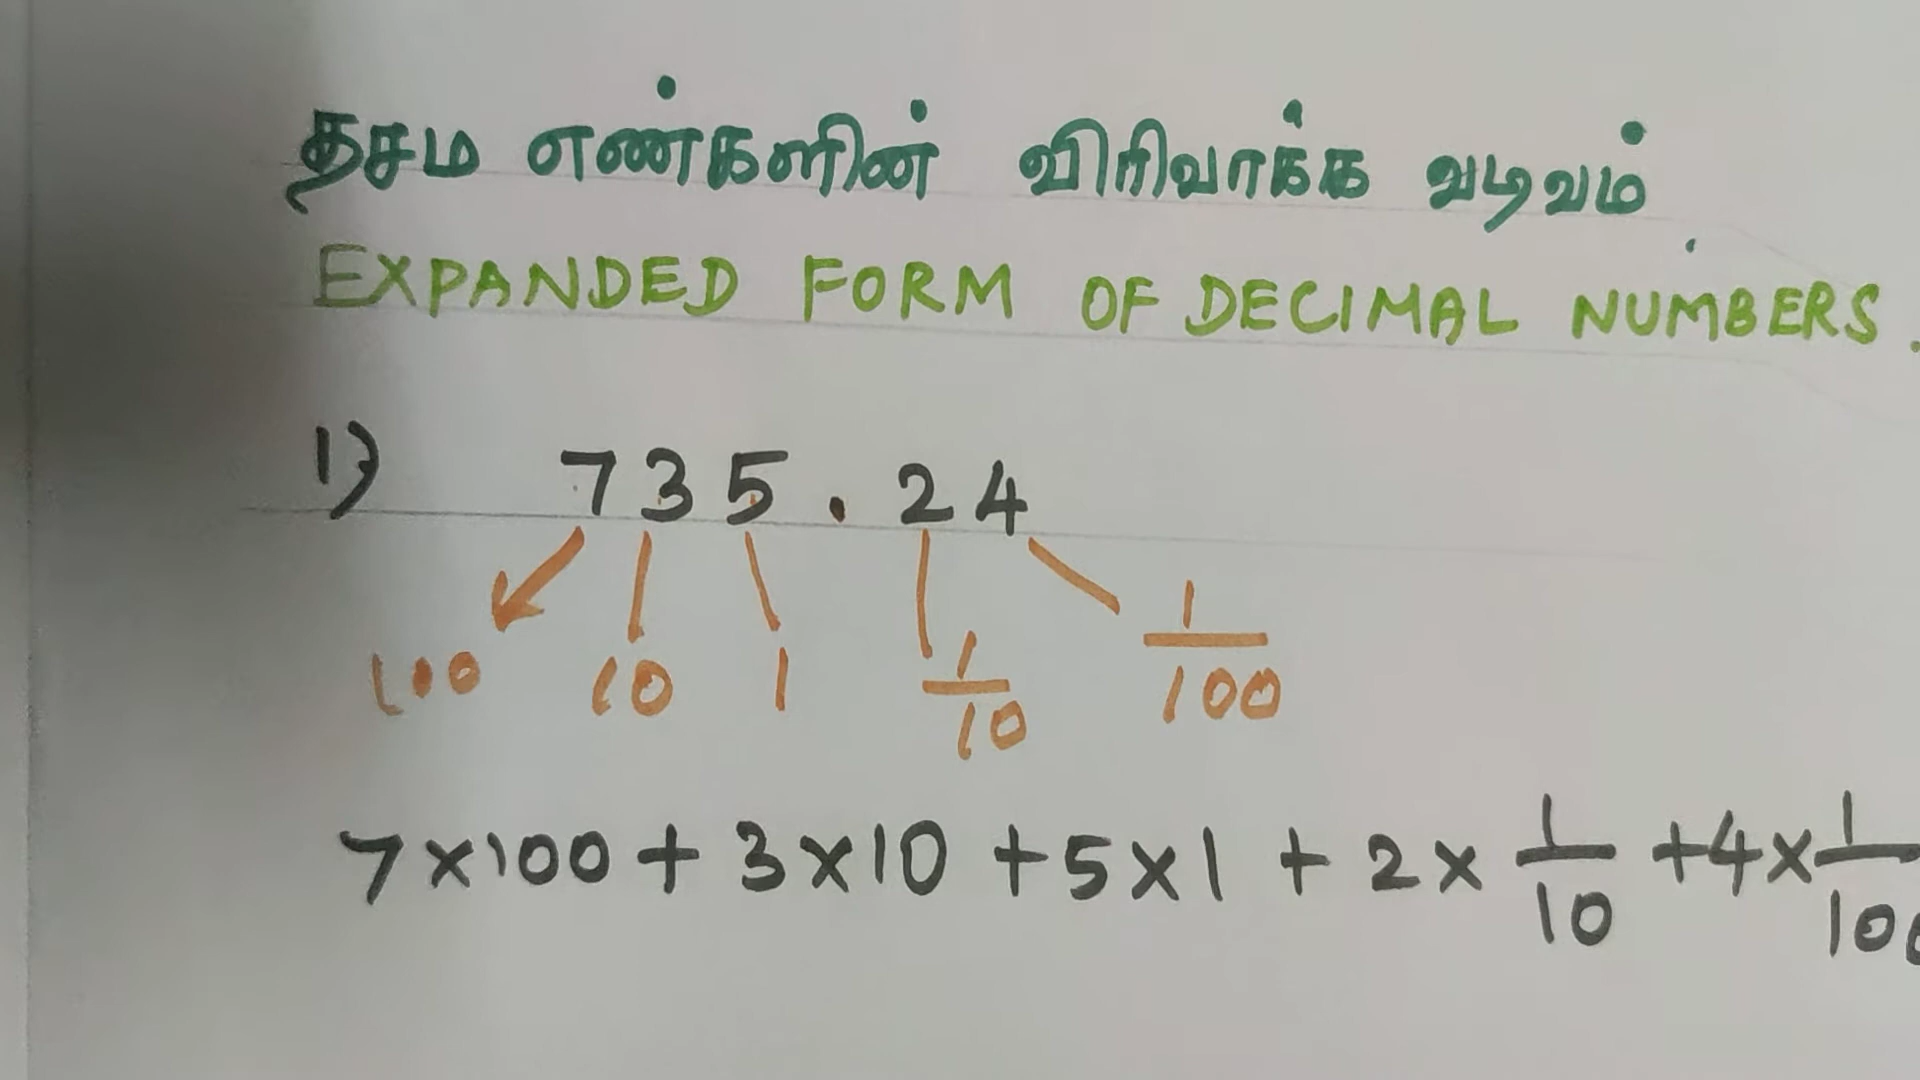 தசம எண்களின் விரிவாக்க வடிவம்
EXPANDED FORM OF DECIMAL NUMBERS.
1) 735.24
100 10 1 1/10 1/100
7×100 + 3×10 + 5×1 + 2× 1/10 + 4× 1/100